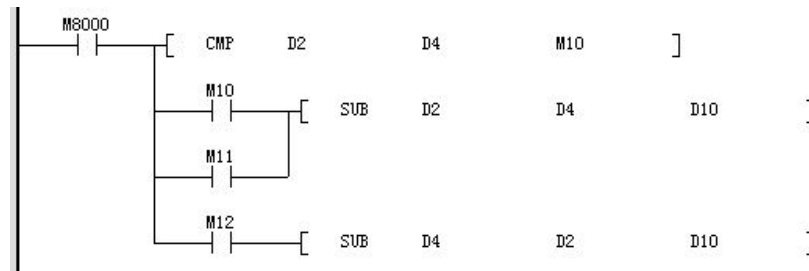 M8000
[ CMP D2 D4 M10 ]
M10
[ SUB D2 D4 D10 ]
M11
M12
[ SUB D4 D2 D10 ]